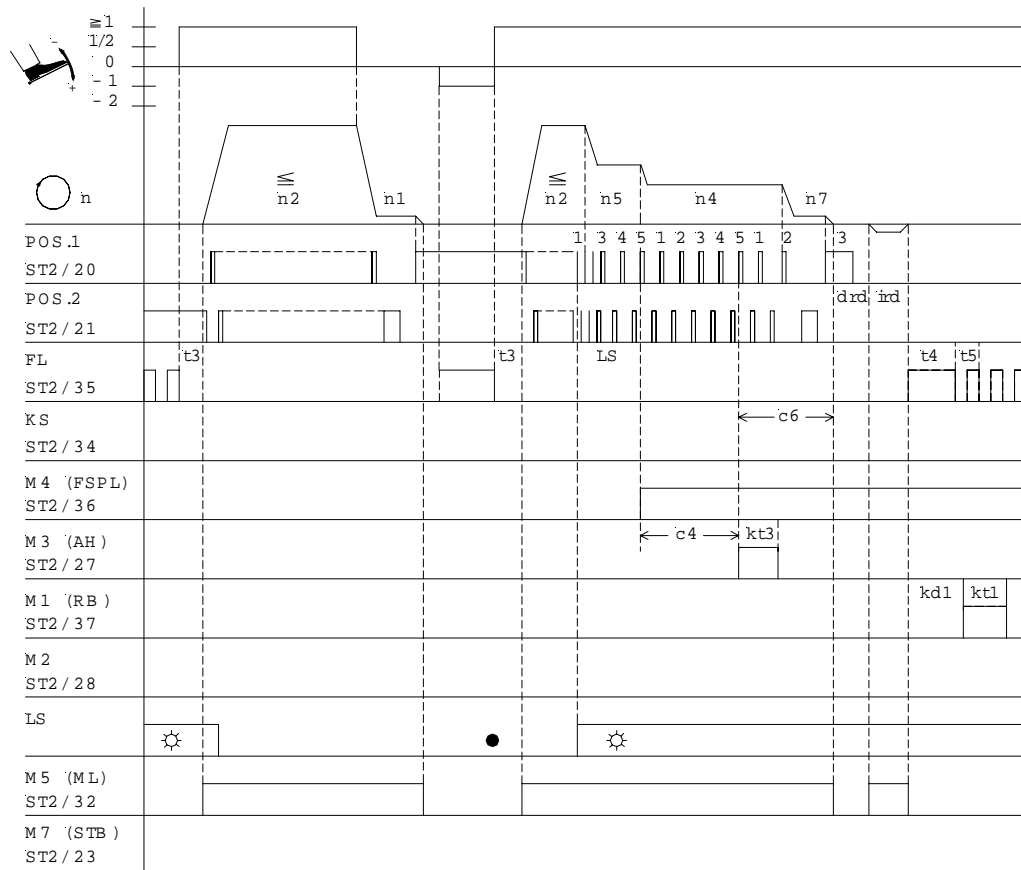 ≧1
1/2
0
-1
-2
-
+
n
≦
n2
n1
≦
n2
n5
n4
n7
POS.1
ST2/20
1 3 4 5 1 2 3 4 5 1 2 3
POS.2
ST2/21
drd ird
FL
ST2/35
t3
t3
LS
t4
t5
KS
ST2/34
c6
M4 (FSPL)
ST2/36
M3 (AH)
ST2/27
c4
kt3
M1 (RB)
ST2/37
kd1
kt1
M2
ST2/28
LS
M5 (ML)
ST2/32
M7 (STB)
ST2/23